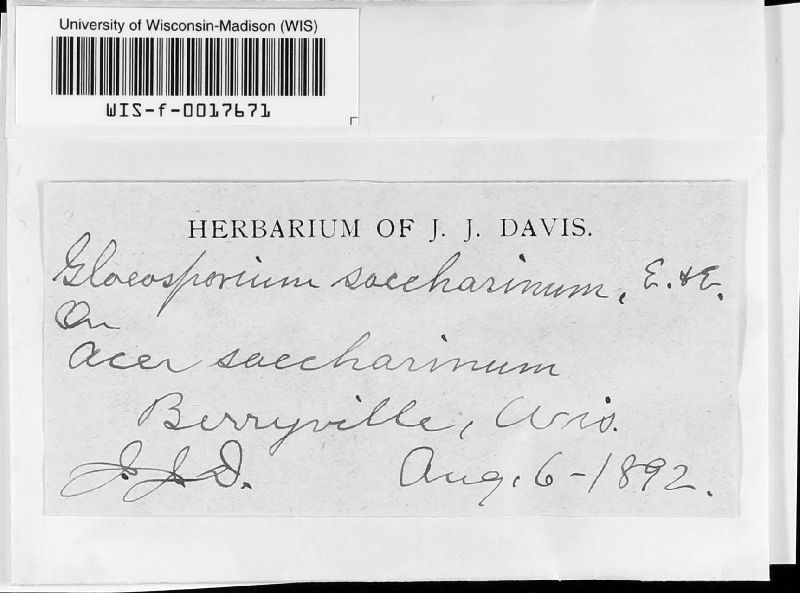 University of Wisconsin-Madison (WIS)
WIS-f-0017671
HERBARIUM OF J. J. DAVIS.
Gloeosporium saccharinum, E. & E.
On
Acer saccharinum
Berryville, Wis.
J. J. D. Aug. 6-1892.